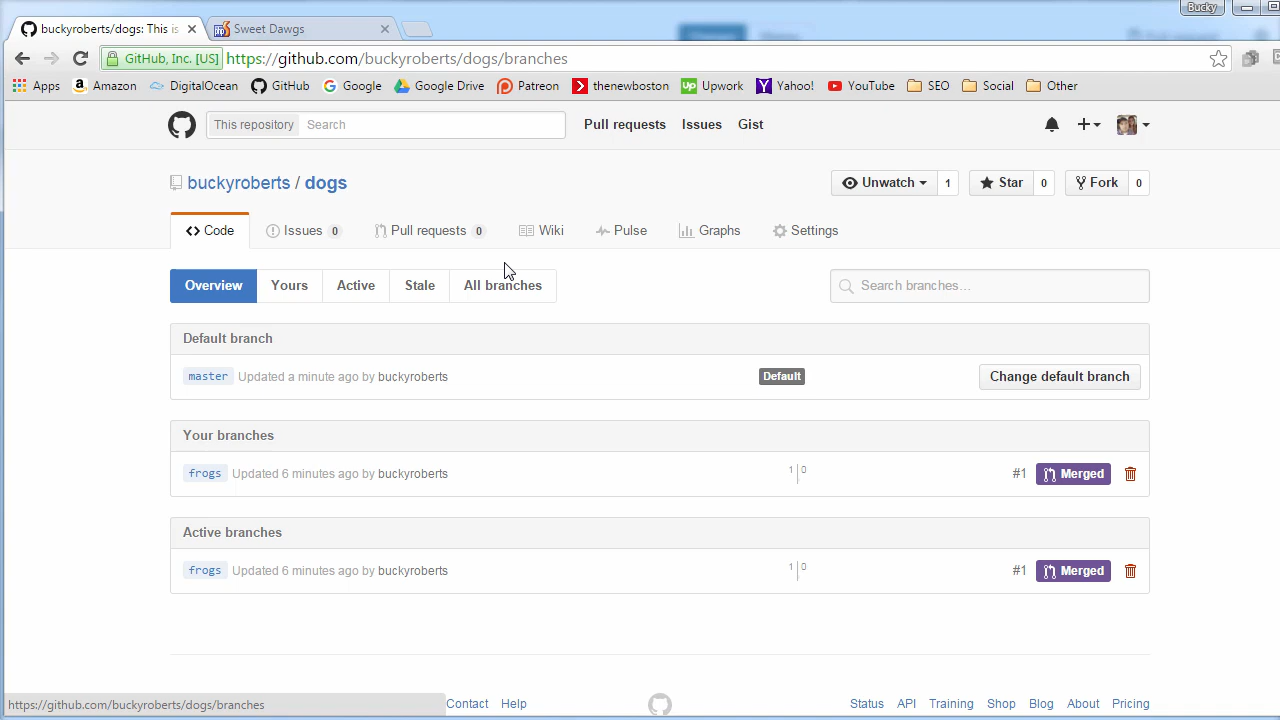 Bucky
buckyroberts/dogs: This is
Sweet Dawgs
GitHub, Inc. [US] https://github.com/buckyroberts/dogs/branches
Apps Amazon DigitalOcean GitHub Google Google Drive Patreon thenewboston Up Upwork Yahoo! YouTube SEO Social Other
This repository Search Pull requests Issues Gist
buckyroberts / dogs Unwatch 1 Star 0 Fork 0
Code Issues 0 Pull requests 0 Wiki Pulse Graphs Settings
Overview Yours Active Stale All branches Search branches...
Default branch
master Updated a minute ago by buckyroberts Default Change default branch
Your branches
frogs Updated 6 minutes ago by buckyroberts 1 0 #1 Merged
Active branches
frogs Updated 6 minutes ago by buckyroberts 1 0 #1 Merged
https://github.com/buckyroberts/dogs/branches Contact Help Status API Training Shop Blog About Pricing